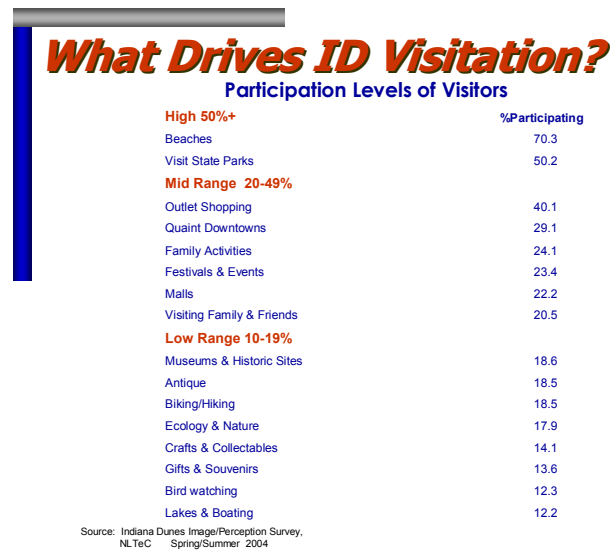 What Drives ID Visitation?
Participation Levels of Visitors
High 50%+ %Participating
Beaches 70.3
Visit State Parks 50.2
Mid Range 20-49%
Outlet Shopping 40.1
Quaint Downtowns 29.1
Family Activities 24.1
Festivals & Events 23.4
Malls 22.2
Visiting Family & Friends 20.5
Low Range 10-19%
Museums & Historic Sites 18.6
Antique 18.5
Biking/Hiking 18.5
Ecology & Nature 17.9
Crafts & Collectables 14.1
Gifts & Souvenirs 13.6
Bird watching 12.3
Lakes & Boating 12.2
Source: Indiana Dunes Image/Perception Survey,
NLTeC Spring/Summer 2004